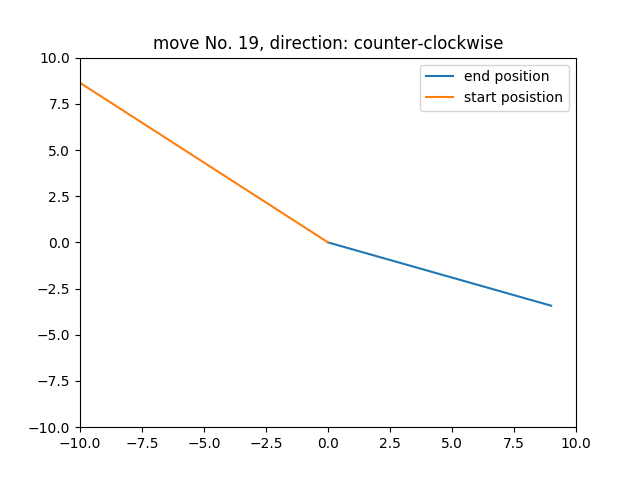 move No. 19, direction: counter-clockwise
end position
start posistion
10.0
7.5
5.0
2.5
0.0
−2.5
−5.0
−7.5
−10.0
−10.0 −7.5 −5.0 −2.5 0.0 2.5 5.0 7.5 10.0